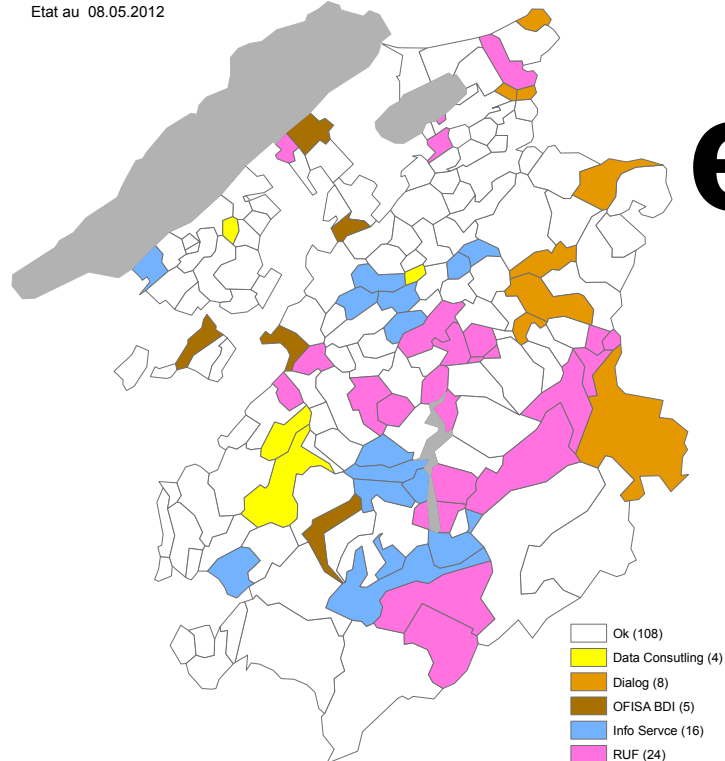 Etat au 08.05.2012
e
Ok (108)
Data Consutling (4)
Dialog (8)
OFISA BDI (5)
Info Servce (16)
RUF (24)